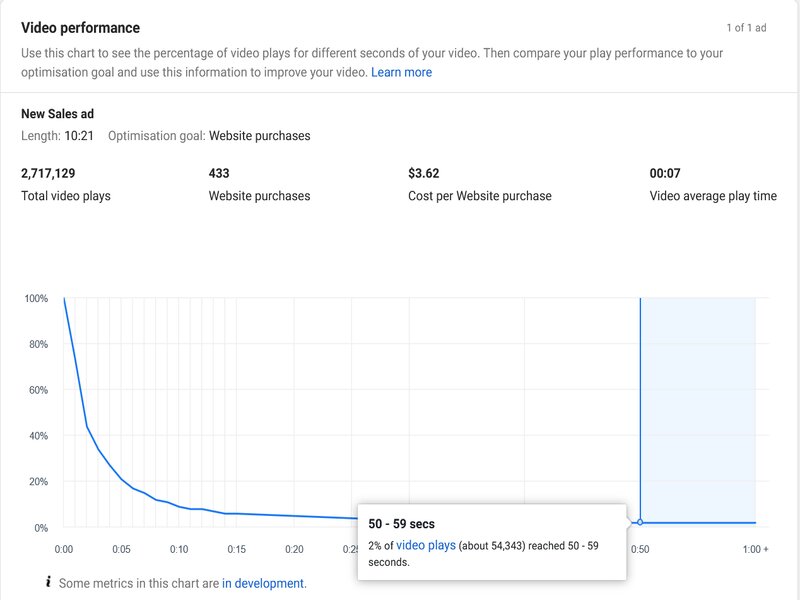 Video performance
1 of 1 ad
Use this chart to see the percentage of video plays for different seconds of your video. Then compare your play performance to your
optimisation goal and use this information to improve your video. Learn more
New Sales ad
Length: 10:21 Optimisation goal: Website purchases
2,717,129 433 $3.62 00:07
Total video plays Website purchases Cost per Website purchase Video average play time
100%
80%
60%
40%
20%
0%
50 - 59 secs
2% of video plays (about 54,343) reached 50 - 59
seconds.
0:00 0:05 0:10 0:15 0:20 0:25 0:50 1:00 +
i Some metrics in this chart are in development.